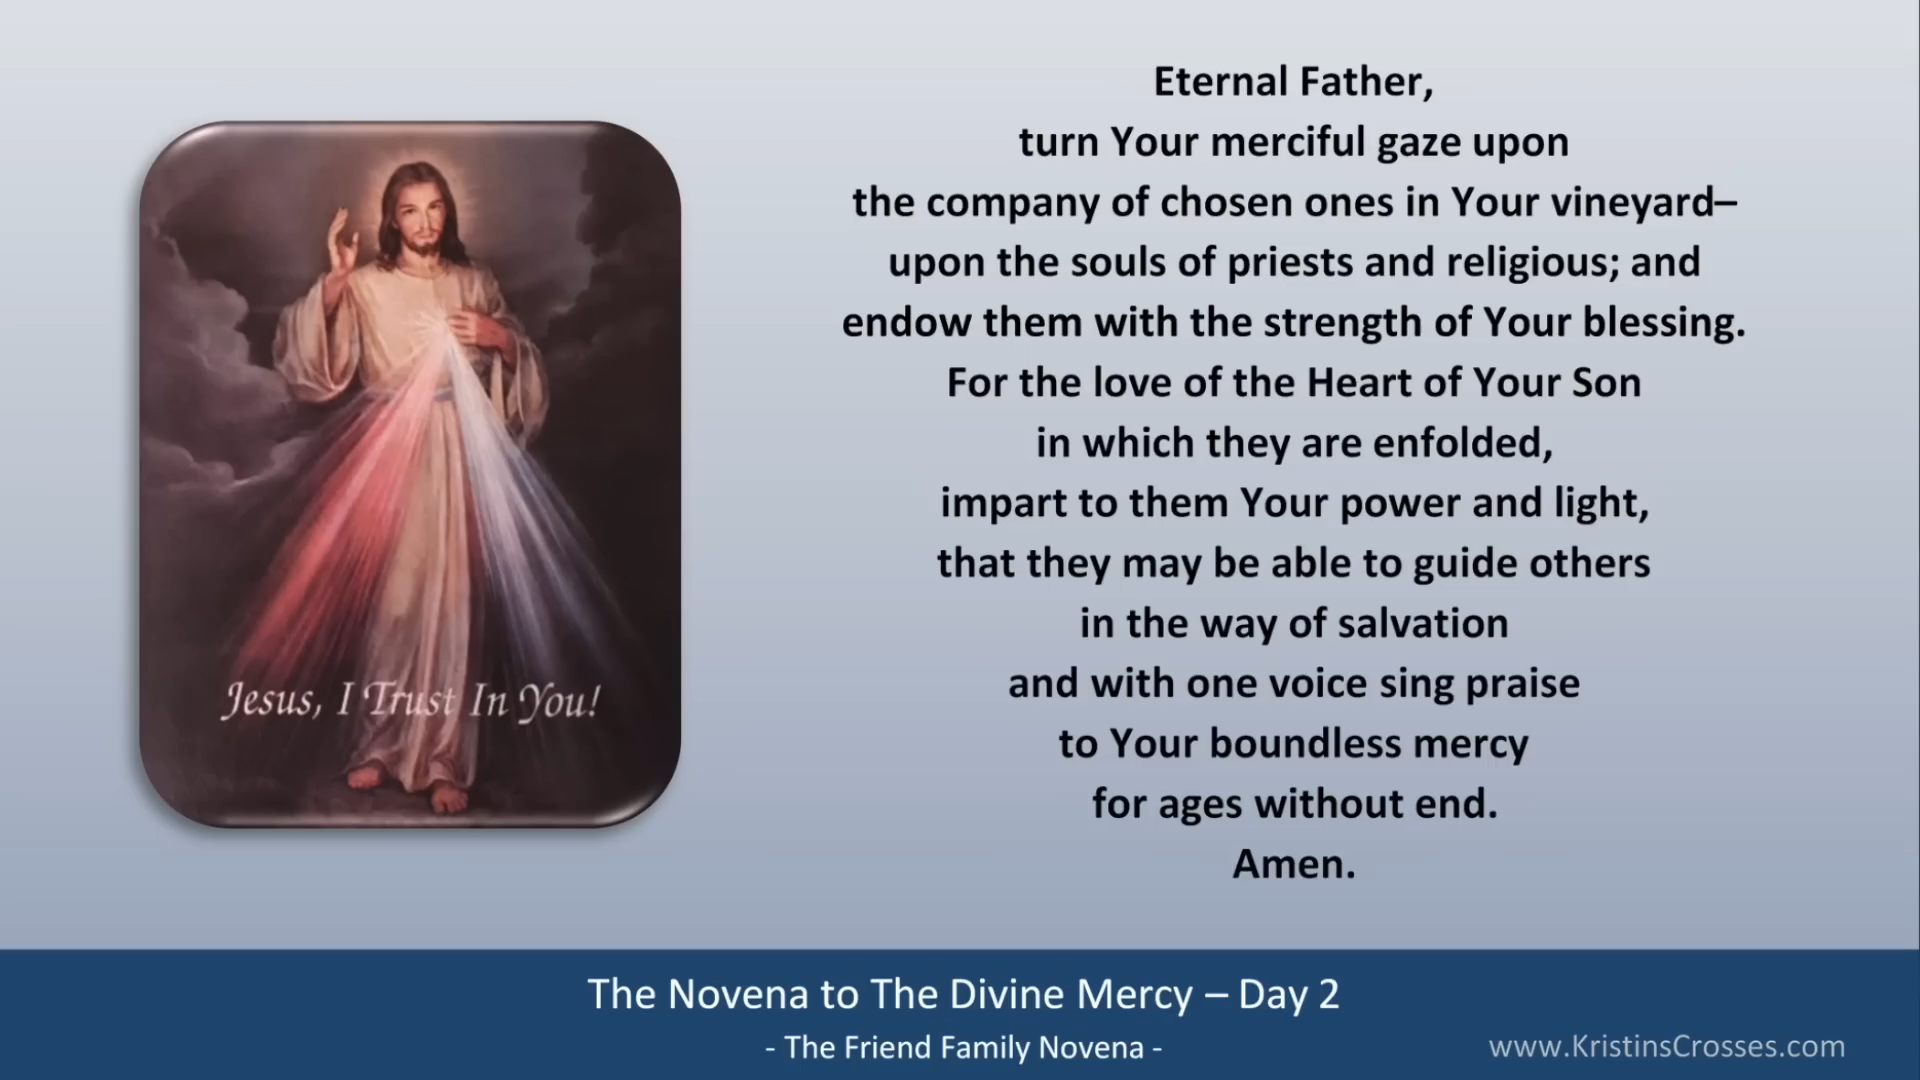 Jesus, I Trust In You!
Eternal Father,
turn Your merciful gaze upon
the company of chosen ones in Your vineyard–
upon the souls of priests and religious; and
endow them with the strength of Your blessing.
For the love of the Heart of Your Son
in which they are enfolded,
impart to them Your power and light,
that they may be able to guide others
in the way of salvation
and with one voice sing praise
to Your boundless mercy
for ages without end.
Amen.
The Novena to The Divine Mercy – Day 2
- The Friend Family Novena -
www.KristinsCrosses.com